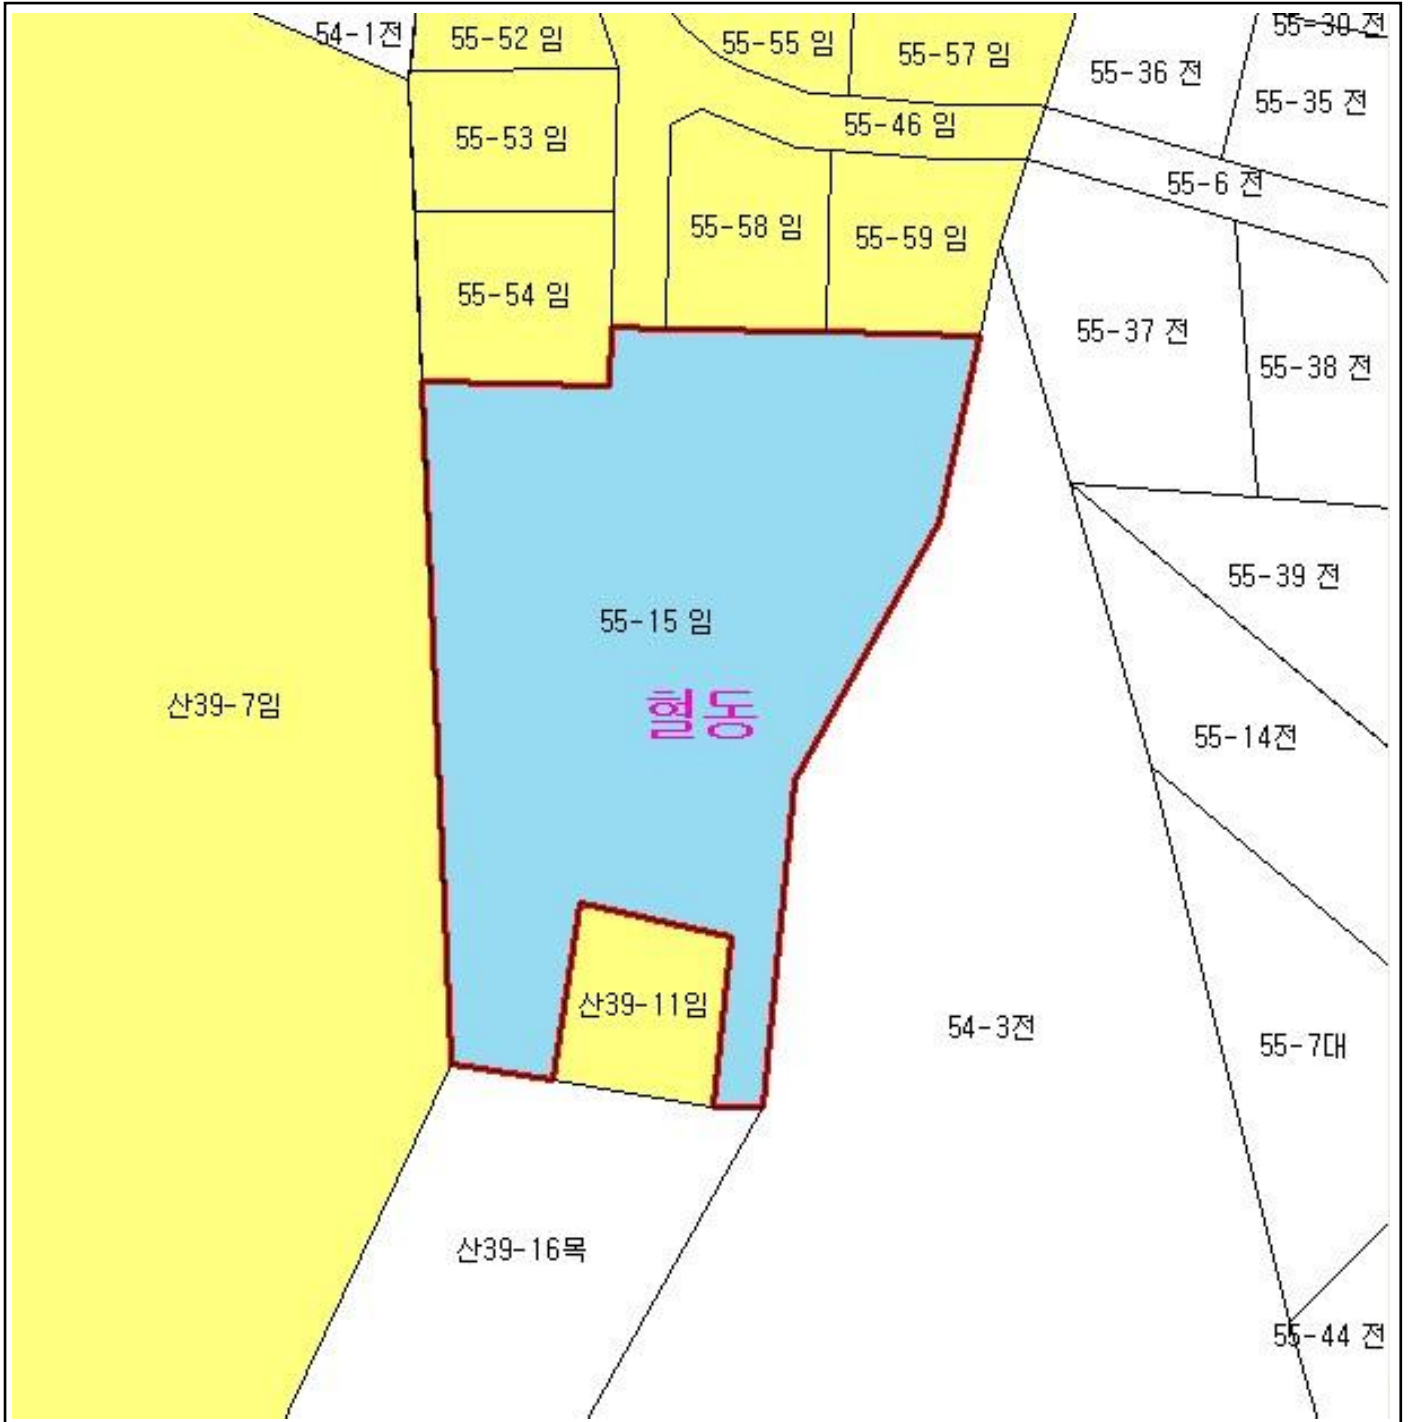 54-1전
55-52 임
55-55 임
55-57 임
55-30 전
55-36 전
55-35 전
55-53 임
55-46 임
55-6 전
55-58 임
55-59 임
55-54 임
55-37 전
55-38 전
55-39 전
55-15 임
산39-7임
혈동
55-14전
산39-11임
54-3전
55-7대
산39-16목
55-44 전